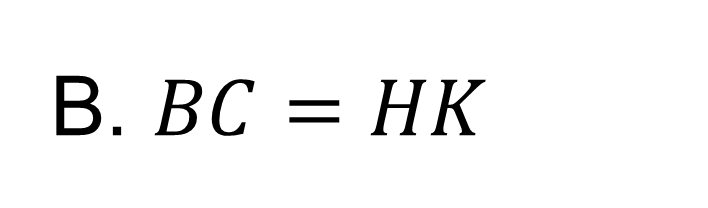 B. BC = HK